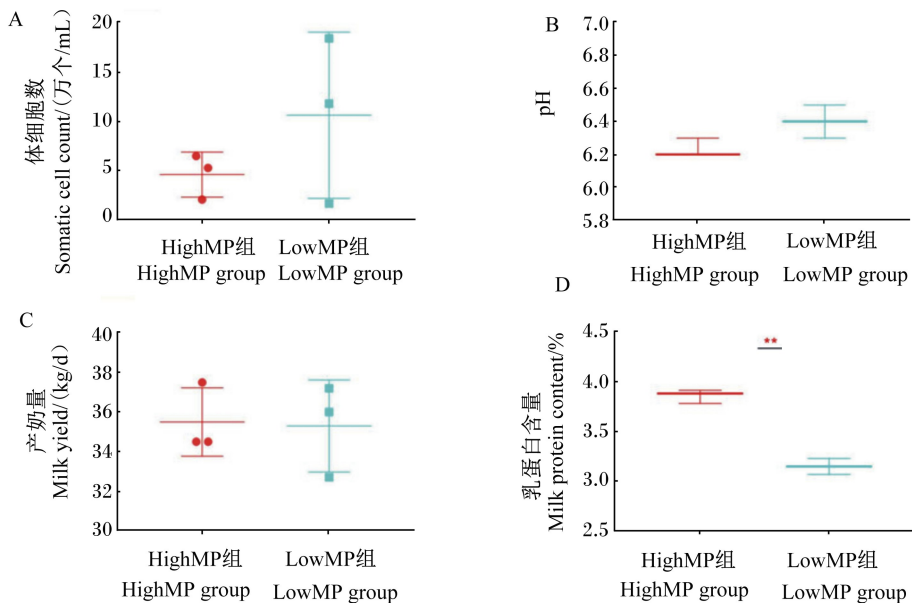 A
体细胞数
Somatic cell count/(万个/mL)
20
15
10
5
0
HighMP组
HighMP group
LowMP组
LowMP group
B
pH
7.0
6.8
6.6
6.4
6.2
6.0
5.8
HighMP组
HighMP group
LowMP组
LowMP group
C
产奶量
Milk yield/(kg/d)
40
38
36
34
32
30
HighMP组
HighMP group
LowMP组
LowMP group
D
乳蛋白含量
Milk protein content/%
4.5
4.0
3.5
3.0
2.5
**
HighMP组
HighMP group
LowMP组
LowMP group